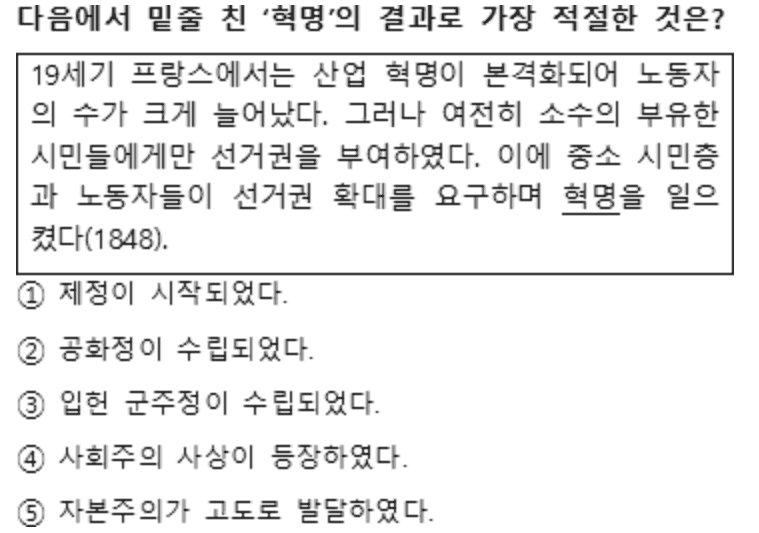 다음에서 밑줄 친 ‘혁명’의 결과로 가장 적절한 것은?
19세기 프랑스에서는 산업 혁명이 본격화되어 노동자
의 수가 크게 늘어났다. 그러나 여전히 소수의 부유한
시민들에게만 선거권을 부여하였다. 이에 중소 시민층
과 노동자들이 선거권 확대를 요구하며 혁명을 일으
켰다(1848).
① 제정이 시작되었다.
② 공화정이 수립되었다.
③ 입헌 군주정이 수립되었다.
④ 사회주의 사상이 등장하였다.
⑤ 자본주의가 고도로 발달하였다.